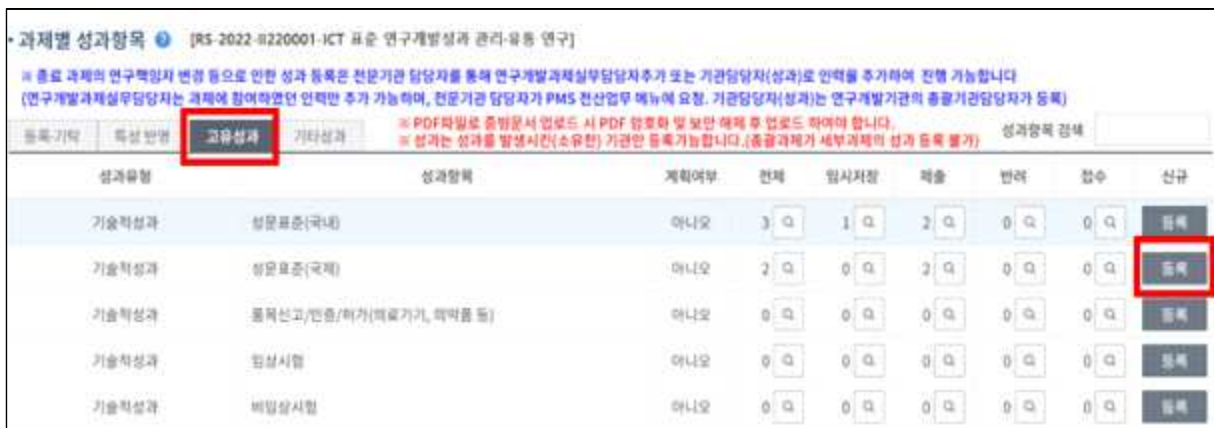 • 과제별 성과항목 ? [RS-2022-II220001-ICT 표준 연구개발성과 관리·유통 연구]
※ 종료 과제의 연구책임자 변경 등으로 인한 성과 등록은 전문기관 담당자를 통해 연구개발과제실무담당자추가 또는 기관담당자(성과)로 인력을 추가하여 진행 가능합니다
(연구개발과제실무담당자는 과제에 참여하였던 인력만 추가 가능하며, 전문기관 담당자가 PMS 전산업무 메뉴에 요청. 기관담당자(성과)는 연구개발기관의 총괄기관담당자가 등록)
등록·기탁 특성 반영 고유성과 기타성과 ※ PDF파일로 증빙문서 업로드 시 PDF 암호화 및 보안 해제 후 업로드 하여야 합니다. 성과항목 검색
※ 성과는 성과를 발생시킨(소유한) 기관만 등록가능합니다.(총괄과제가 세부과제의 성과 등록 불가)
성과유형 성과항목 계획여부 전체 임시저장 제출 반려 접수 신규
기술적성과 성문표준(국내) 아니오 3 1 2 0 0 등록
기술적성과 성문표준(국제) 아니오 2 0 2 0 0 등록
기술적성과 품목신고/인증/허가(의료기기, 의약품 등) 아니오 0 0 0 0 0 등록
기술적성과 임상시험 아니오 0 0 0 0 0 등록
기술적성과 비임상시험 아니오 0 0 0 0 0 등록